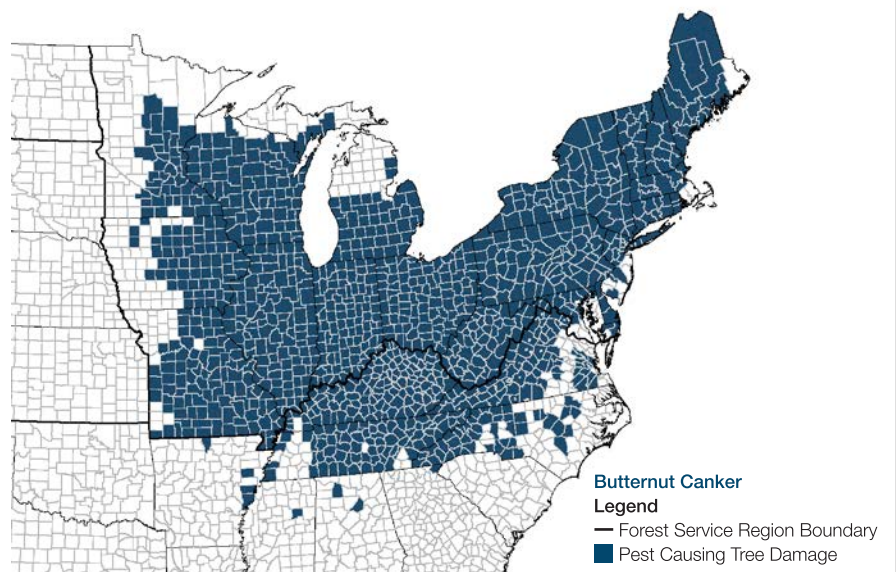 Butternut Canker
Legend
Forest Service Region Boundary
Pest Causing Tree Damage